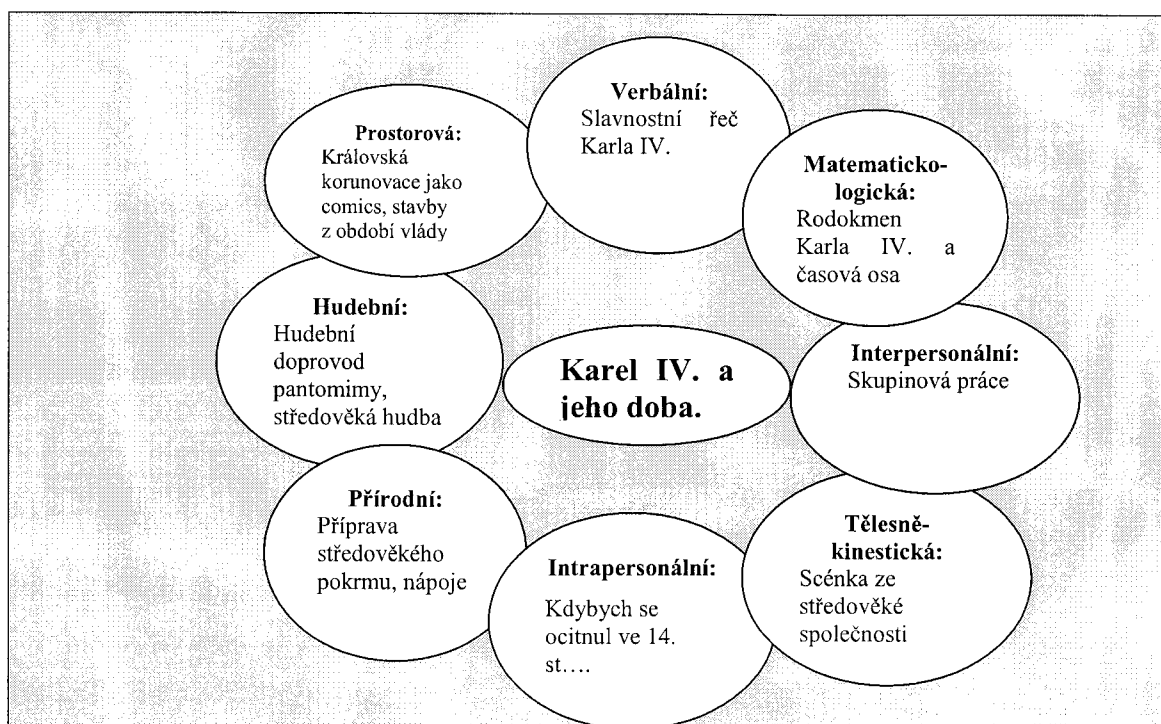 Verbální:
Slavnostní řeč
Karla IV.
Prostorová:
Královská
korunovace jako
comics, stavby
z období vlády
Matematicko-
logická:
Rodokmen
Karla IV. a
časová osa
Hudební:
Hudební
doprovod
pantomimy,
středověká hudba
Karel IV. a
jeho doba.
Interpersonální:
Skupinová práce
Přírodní:
Příprava
středověkého
pokrmu, nápoje
Intrapersonální:
Kdybych se
ocitnul ve 14.
st….
Tělesně-
kinestická:
Scénka ze
středověké
společnosti